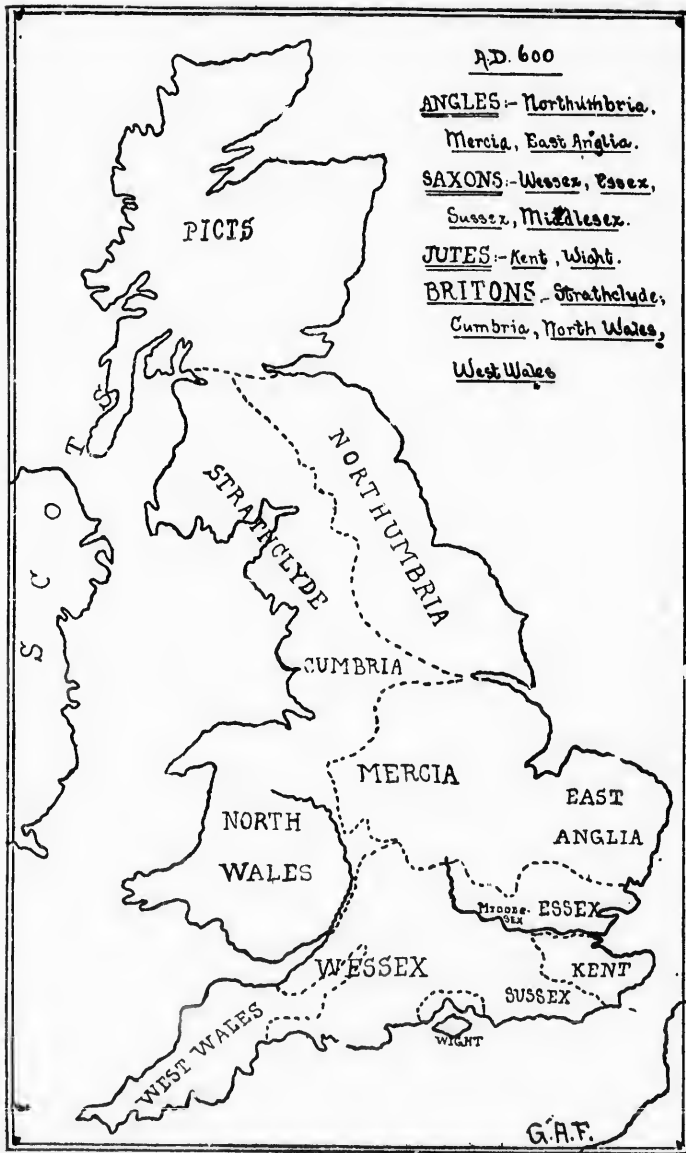 A.D. 600
ANGLES:- Northumbria,
Mercia, East Anglia.
SAXONS:- Wessex, Essex,
Sussex, Middlesex.
JUTES:- Kent, Wight.
BRITONS - Strathclyde,
Cumbria, North Wales,
West Wales
PICTS
SCOTS
NORTHUMBRIA
STRATHCLYDE
CUMBRIA
MERCIA
EAST
ANGLIA
NORTH
WALES
MIDDLE-
SEX
ESSEX
WESSEX
KENT
SUSSEX
WIGHT
WEST WALES
G.A.F.